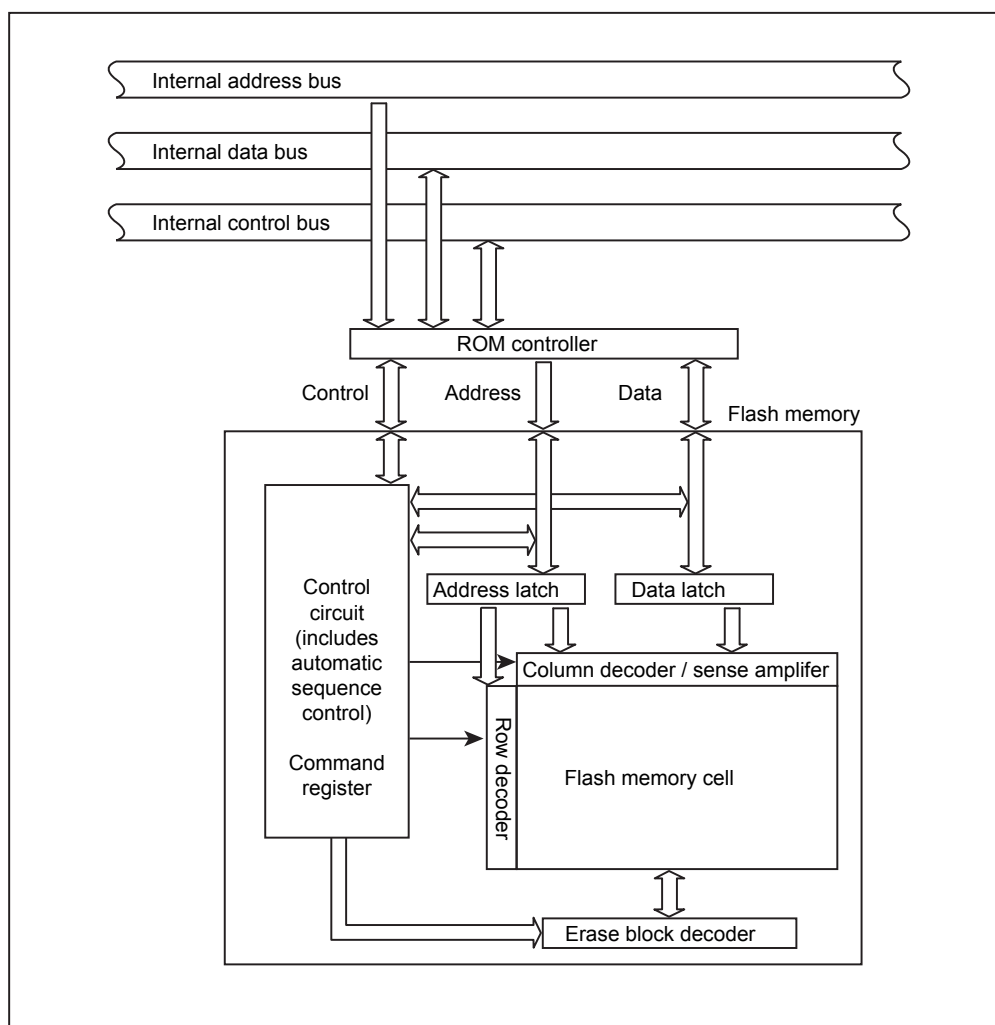 Internal address bus
Internal data bus
Internal control bus
ROM controller
Control
Address
Data
Flash memory
Control
circuit
(includes
automatic
sequence
control)
Command
register
Address latch
Data latch
Column decoder / sense amplifer
Row decoder
Flash memory cell
Erase block decoder